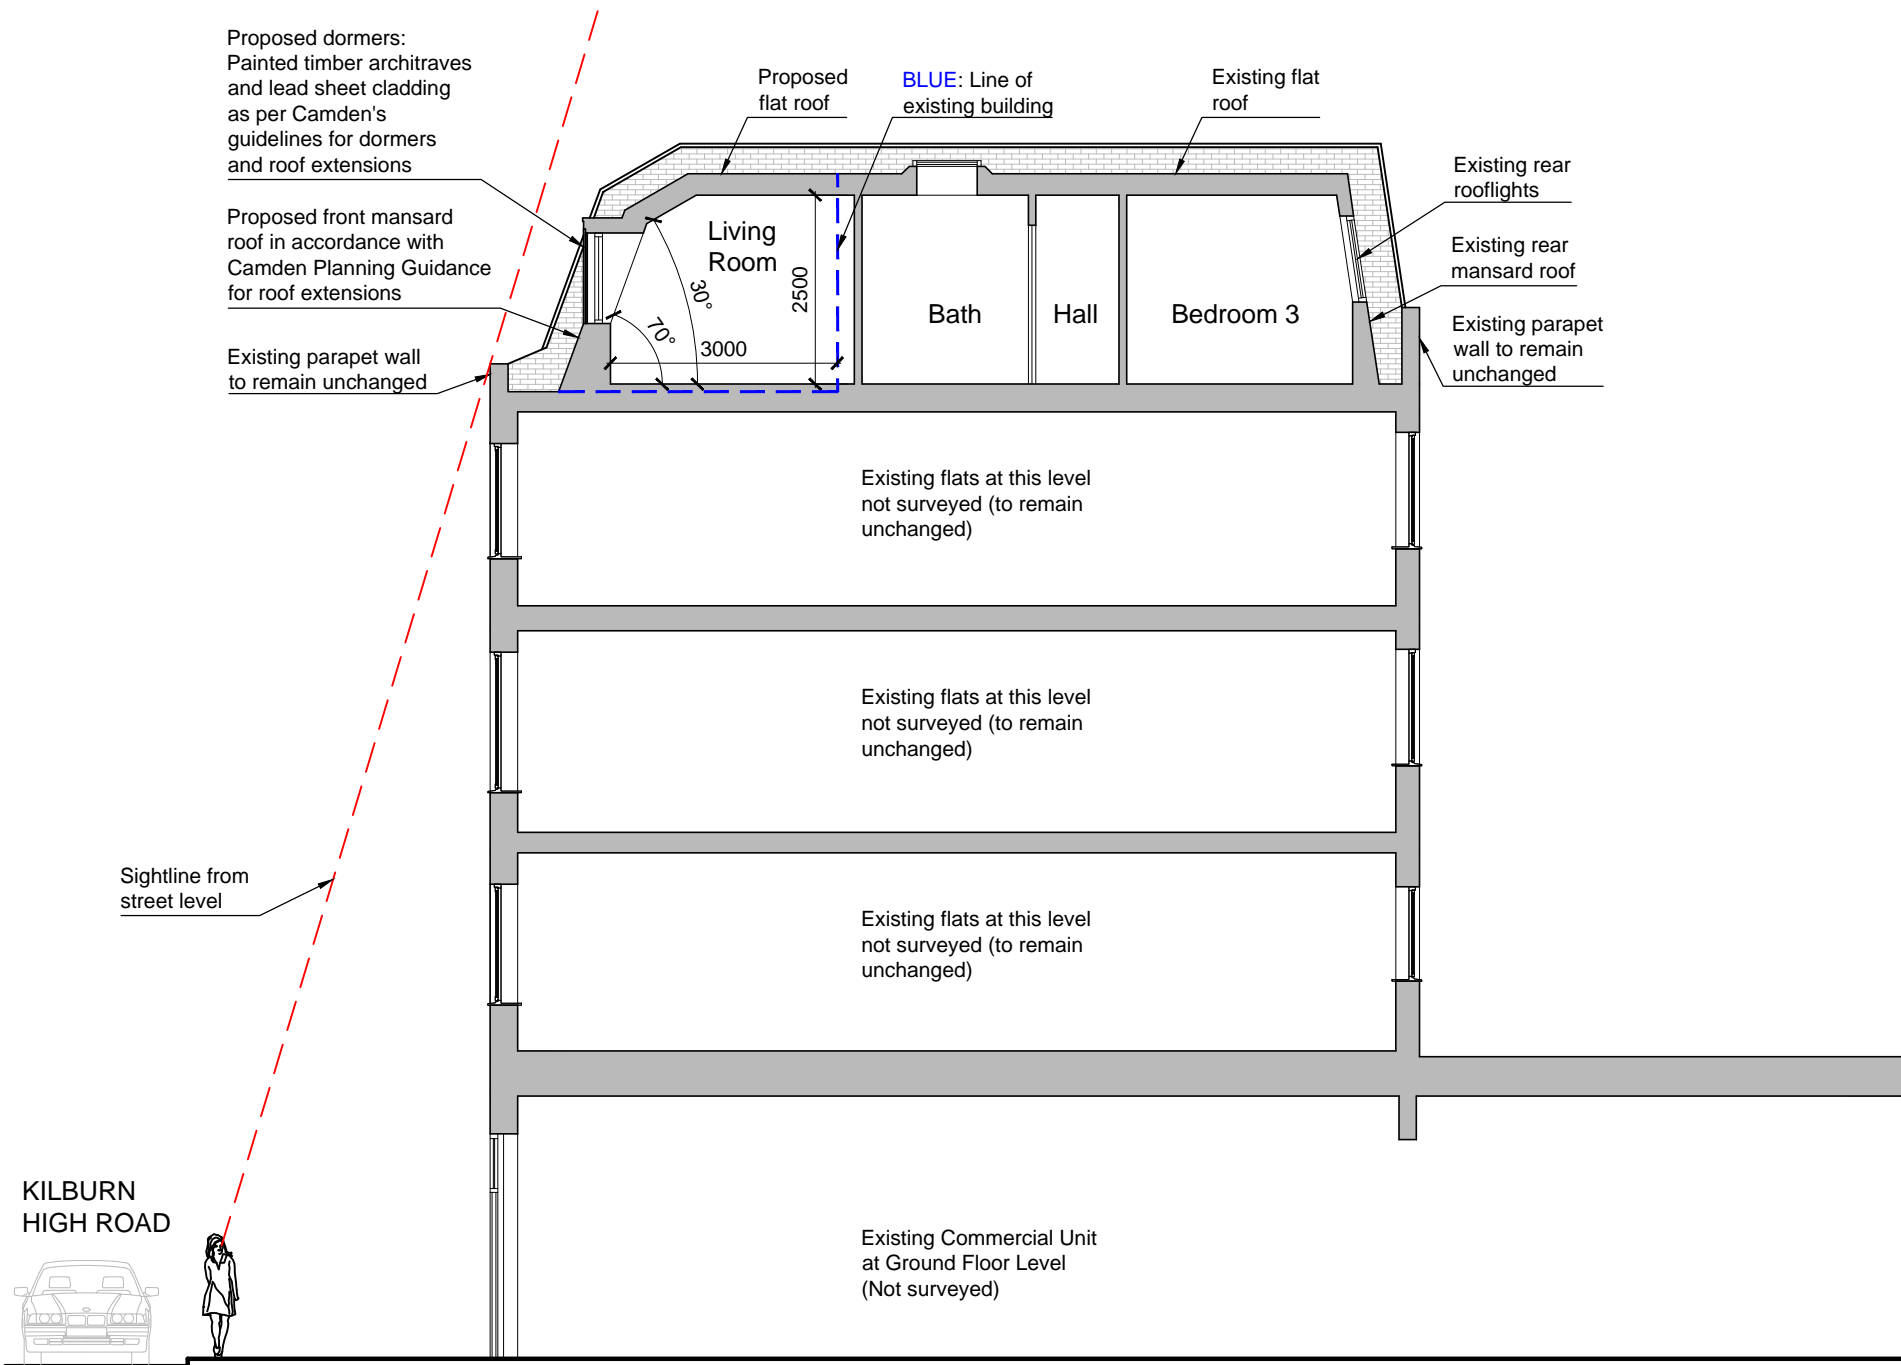 Proposed dormers:
Painted timber architraves
and lead sheet cladding
as per Camden's
guidelines for dormers
and roof extensions
Proposed front mansard
roof in accordance with
Camden Planning Guidance
for roof extensions
Existing parapet wall
to remain unchanged
Proposed
flat roof
BLUE: Line of
existing building
Existing flat
roof
Existing rear
rooflights
Existing rear
mansard roof
Existing parapet
wall to remain
unchanged
Living
Room
30°
70°
2500
3000
Bath
Hall
Bedroom 3
Existing flats at this level
not surveyed (to remain
unchanged)
Existing flats at this level
not surveyed (to remain
unchanged)
Existing flats at this level
not surveyed (to remain
unchanged)
Sightline from
street level
KILBURN
HIGH ROAD
Existing Commercial Unit
at Ground Floor Level
(Not surveyed)